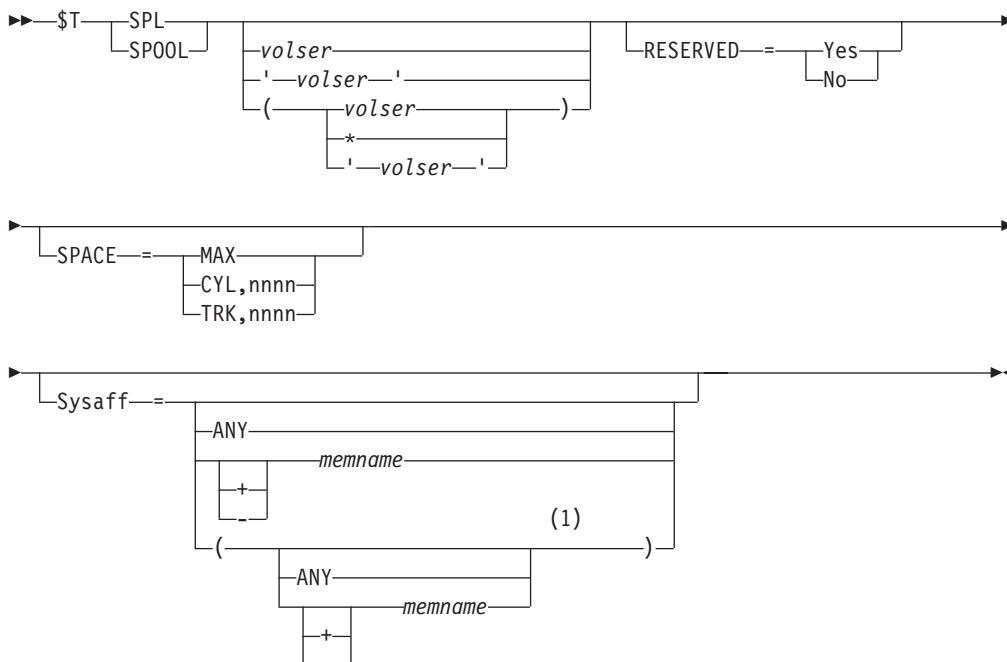 $T SPL
SPOOL
volser
' volser '
( volser )
*
' volser '
RESERVED = Yes
No
SPACE = MAX
CYL,nnnn
TRK,nnnn
Sysaff =
ANY
memname
+
-
(1)
( )
ANY
memname
+